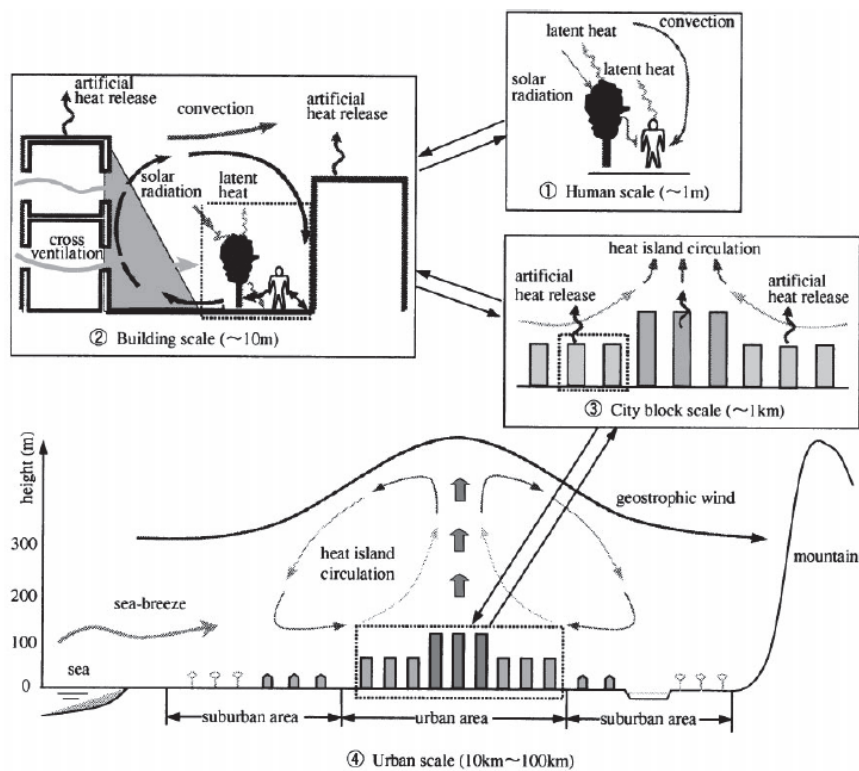 artificial
heat release
convection
artificial
heat release
solar
radiation
latent
heat
cross
ventilation
② Building scale (~10m)
latent heat
convection
solar
radiation
latent heat
① Human scale (~1m)
heat island circulation
artificial
heat release
artificial
heat release
③ City block scale (~1km)
height (m)
300
200
100
0
geostrophic wind
mountain
heat island
circulation
sea-breeze
sea
suburban area
urban area
suburban area
④ Urban scale (10km~100km)